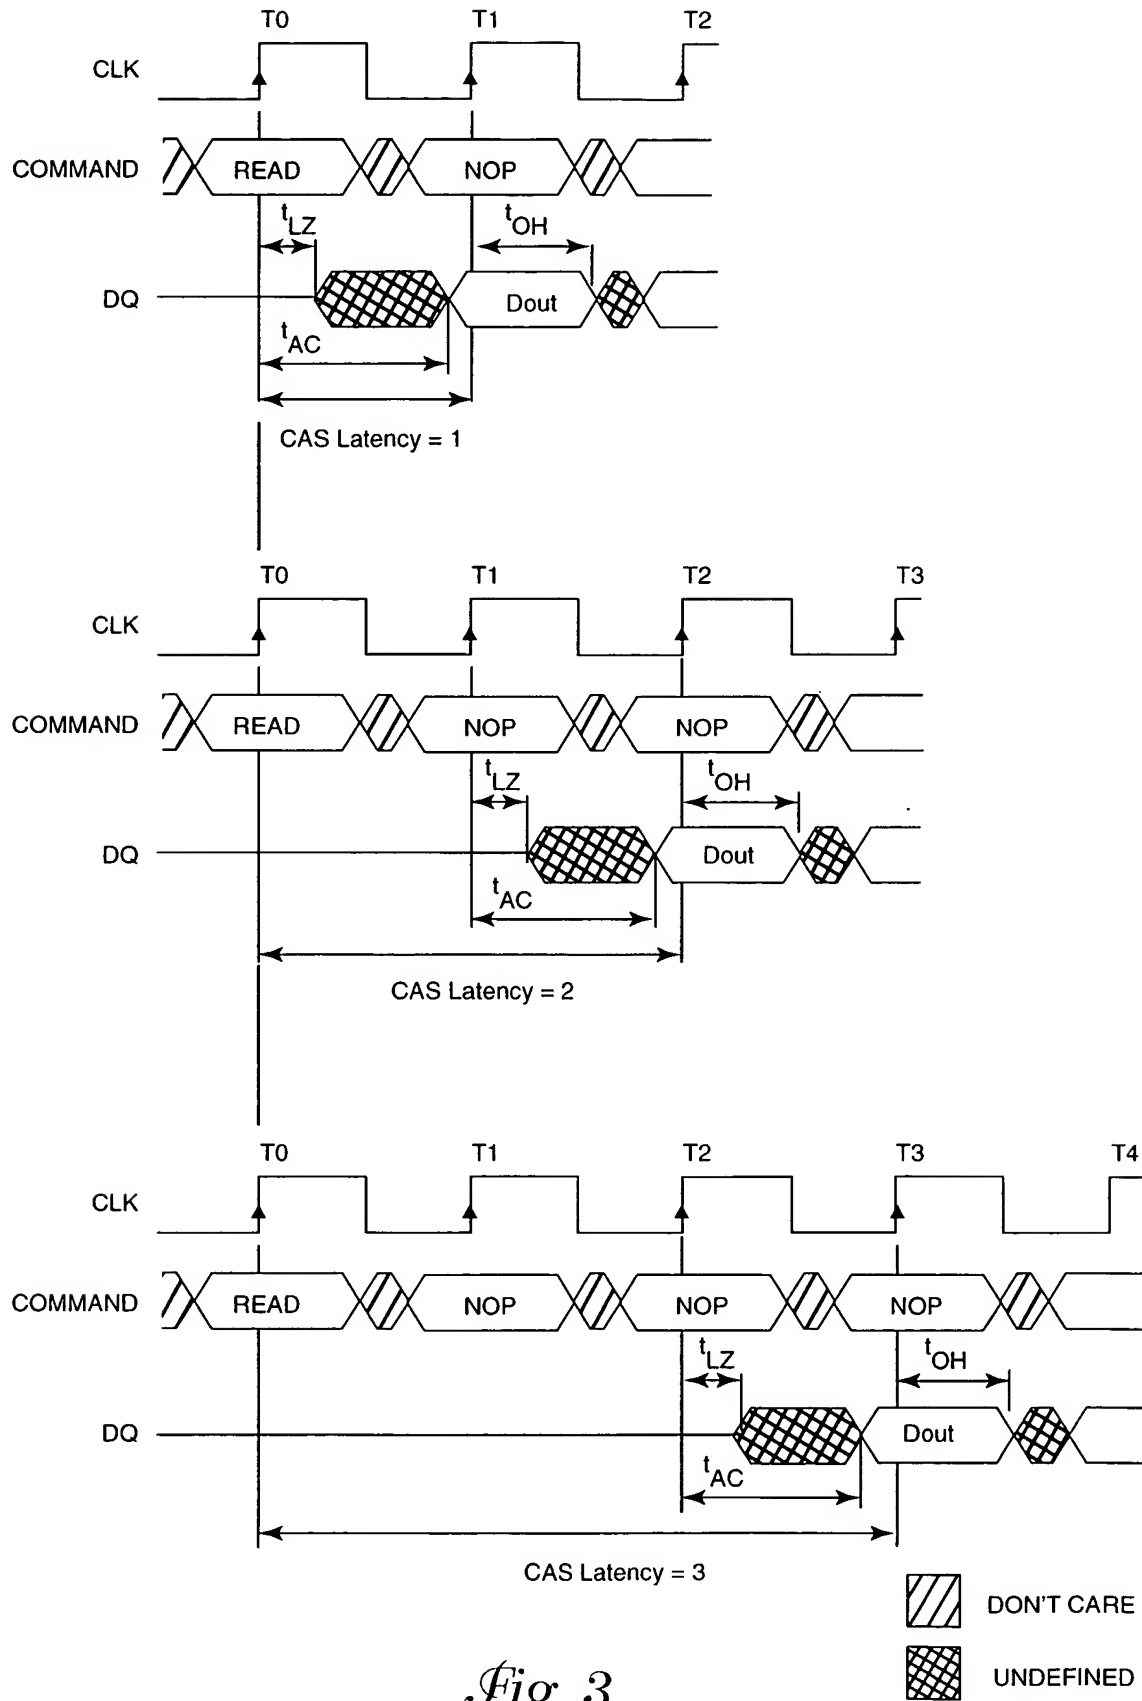 T0 T1 T2
CLK
COMMAND READ NOP
tLZ tOH
DQ Dout
tAC
CAS Latency = 1
T0 T1 T2 T3
CLK
COMMAND READ NOP NOP
tLZ tOH
DQ Dout
tAC
CAS Latency = 2
T0 T1 T2 T3 T4
CLK
COMMAND READ NOP NOP NOP
tLZ tOH
DQ Dout
tAC
CAS Latency = 3
DON'T CARE
UNDEFINED
Fig. 3